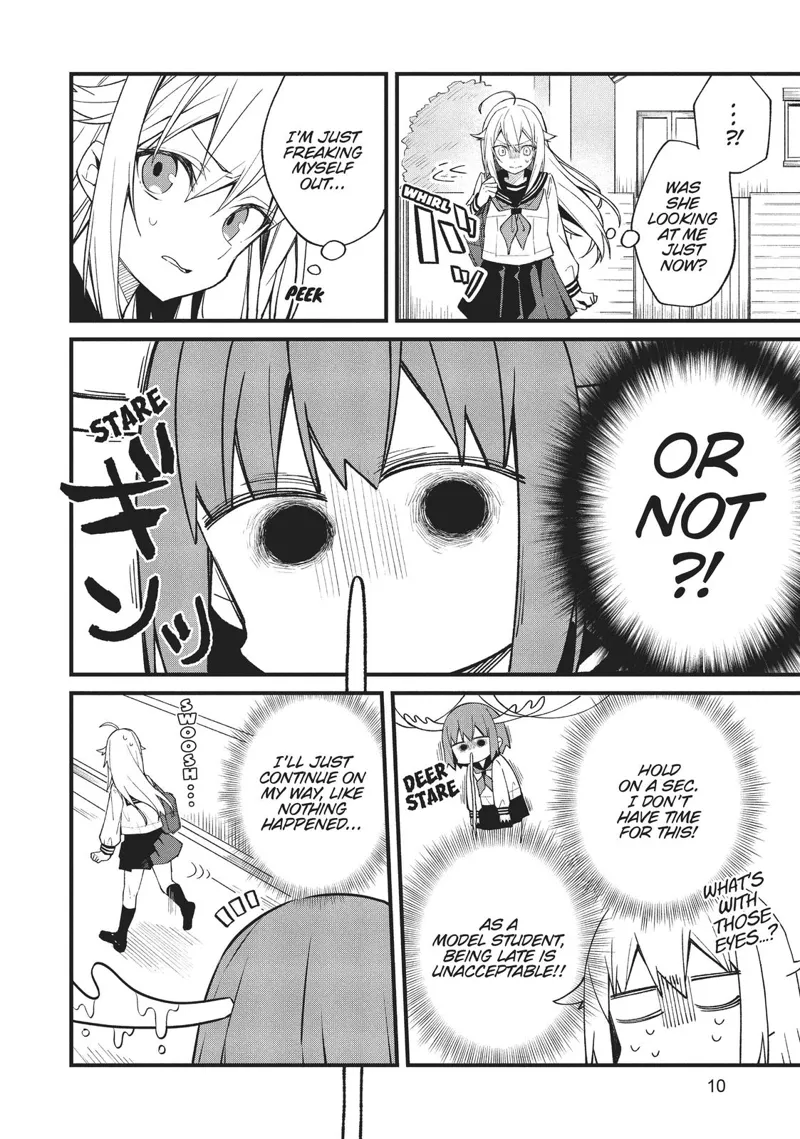 ...?!
WAS
SHE
LOOKING
AT ME
JUST
NOW?
WHIRL
バッ
I'M JUST
FREAKING
MYSELF
OUT...
PEEK
OR
NOT
?!
STARE
ギンッ
HOLD
ON A SEC.
I DON'T
HAVE TIME
FOR THIS!
DEER
STARE
AS A
MODEL STUDENT,
BEING LATE IS
UNACCEPTABLE!!
WHAT'S
WITH
THOSE
EYES...?
I'LL JUST
CONTINUE ON
MY WAY, LIKE
NOTHING
HAPPENED...
SWOOSH...
10